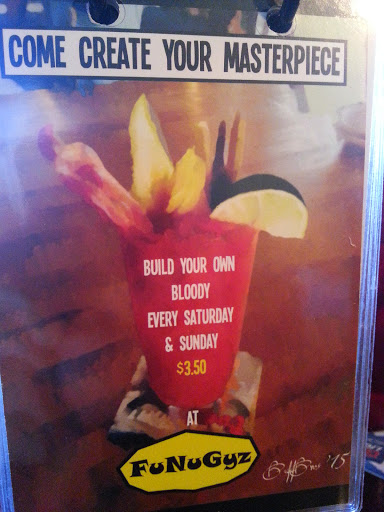 COME CREATE YOUR MASTERPIECE
BUILD YOUR OWN
BLOODY
EVERY SATURDAY
& SUNDAY
$3.50
AT
FuNuGyz
'15